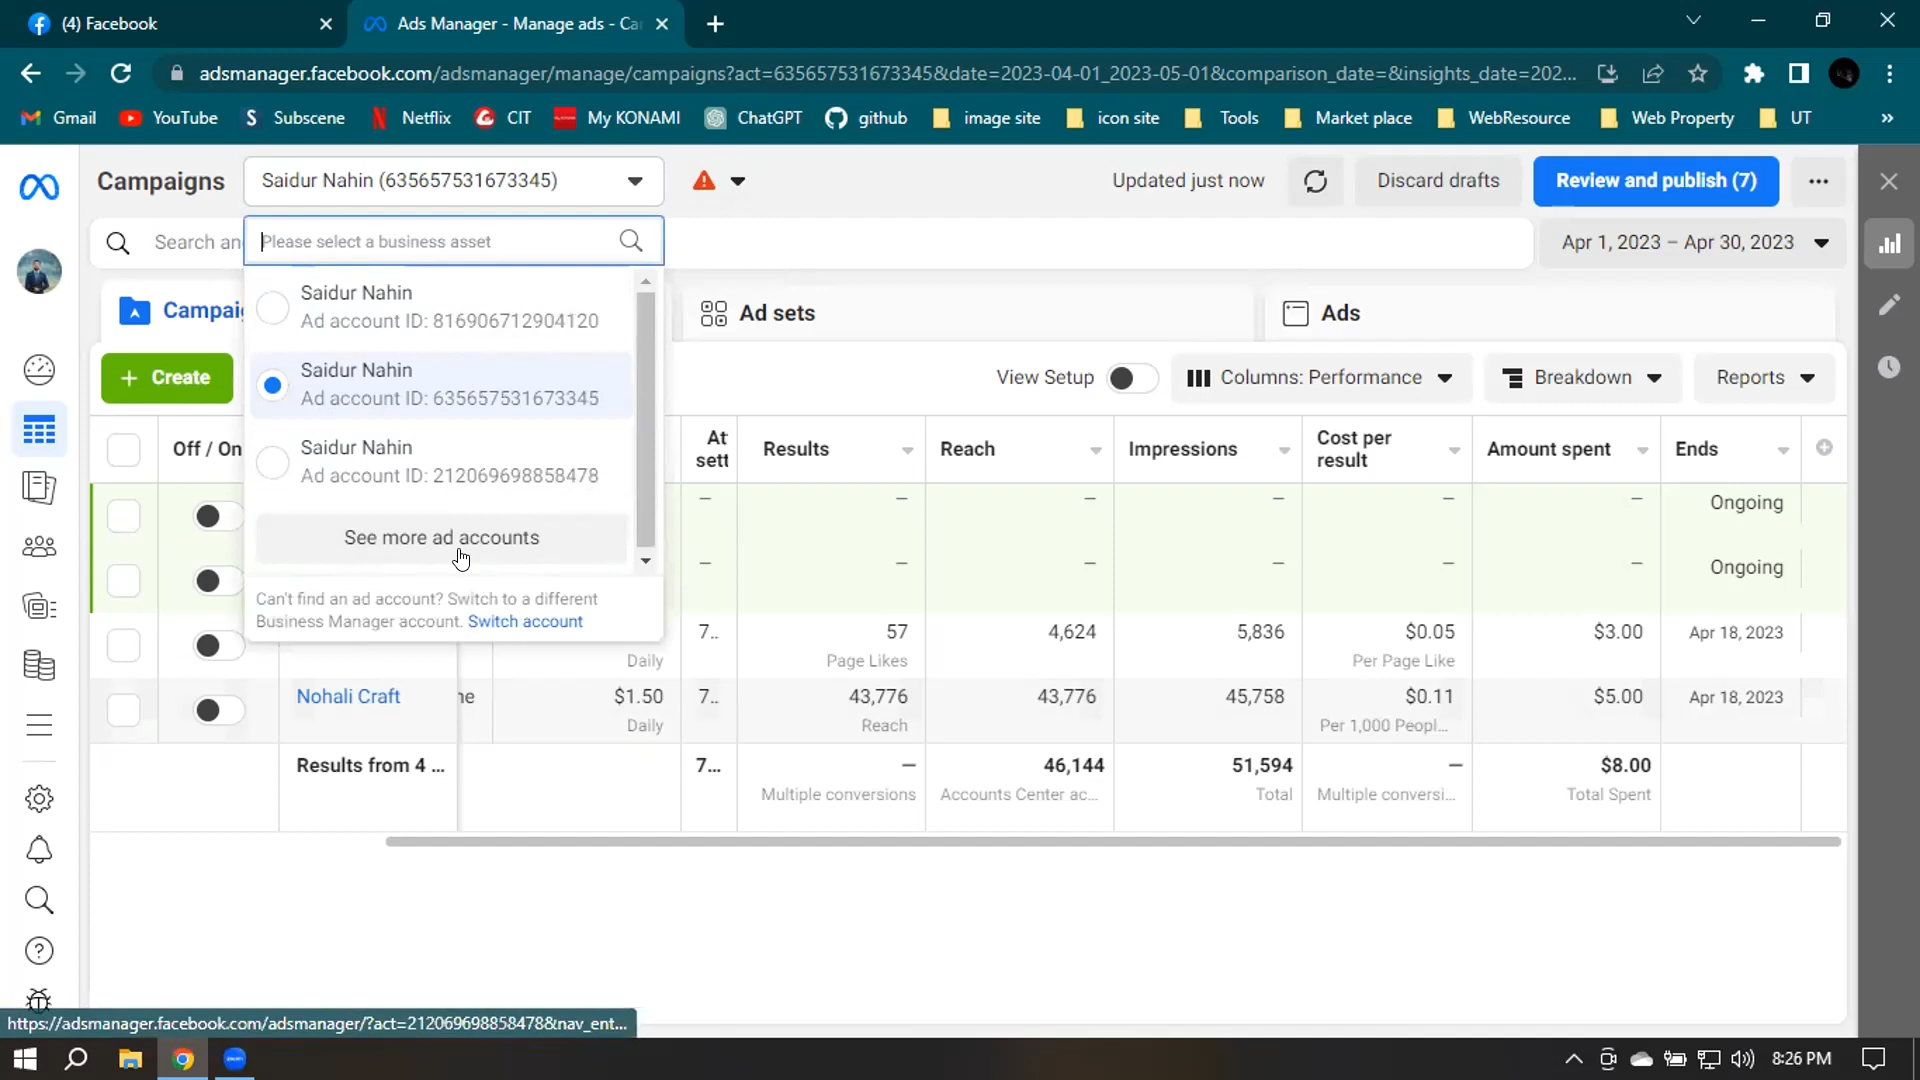 (4) Facebook
Ads Manager - Manage ads - Ca
adsmanager.facebook.com/adsmanager/manage/campaigns?act=635657531673345&date=2023-04-01_2023-05-01&comparison_date=&insights_date=202...
Gmail YouTube Subscene Netflix CIT My KONAMI ChatGPT github image site icon site Tools Market place WebResource Web Property UT »
Campaigns
Saidur Nahin (635657531673345)
Updated just now
Discard drafts
Review and publish (7)
Search an
Please select a business asset
Apr 1, 2023 – Apr 30, 2023
Saidur Nahin
Ad account ID: 816906712904120
Saidur Nahin
Ad account ID: 635657531673345
Saidur Nahin
Ad account ID: 212069698858478
See more ad accounts
Can't find an ad account? Switch to a different
Business Manager account. Switch account
Campai
Ad sets
Ads
+ Create
View Setup
Columns: Performance
Breakdown
Reports
Off / On
At
sett
Results
Reach
Impressions
Cost per
result
Amount spent
Ends
– – – – – – Ongoing
– – – – – – Ongoing
7.. 57 4,624 5,836 $0.05 $3.00 Apr 18, 2023
Daily Page Likes Per Page Like
Nohali Craft ne $1.50 7.. 43,776 43,776 45,758 $0.11 $5.00 Apr 18, 2023
Daily Reach Per 1,000 Peopl...
Results from 4 ... 7... – 46,144 51,594 – $8.00
Multiple conversions Accounts Center ac... Total Multiple conversi... Total Spent
https://adsmanager.facebook.com/adsmanager/?act=212069698858478&nav_ent...
8:26 PM